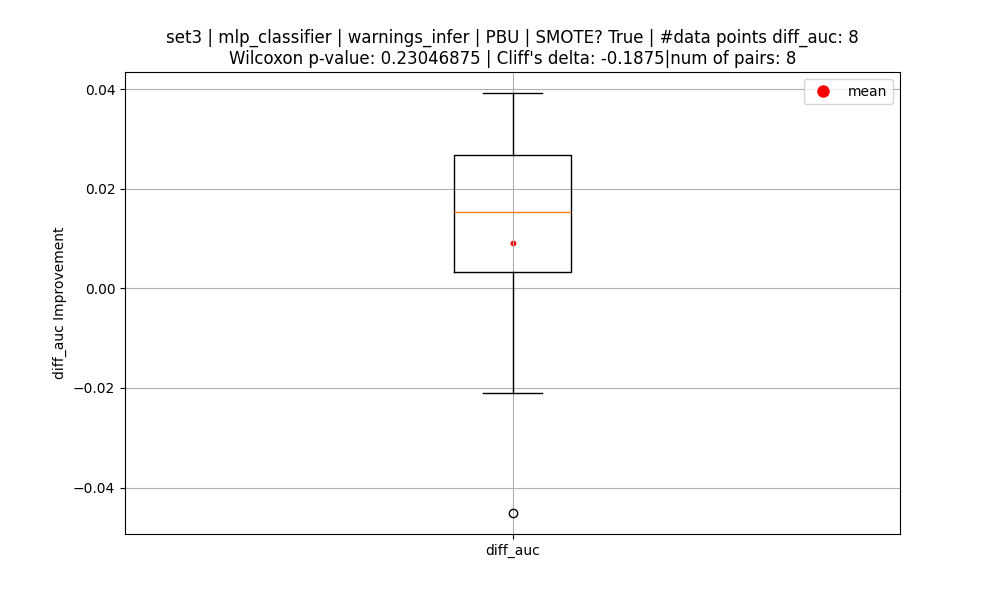 set3 | mlp_classifier | warnings_infer | PBU | SMOTE? True | #data points diff_auc: 8
Wilcoxon p-value: 0.23046875 | Cliff's delta: -0.1875|num of pairs: 8
mean
0.04
0.02
0.00
−0.02
−0.04
diff_auc Improvement
diff_auc